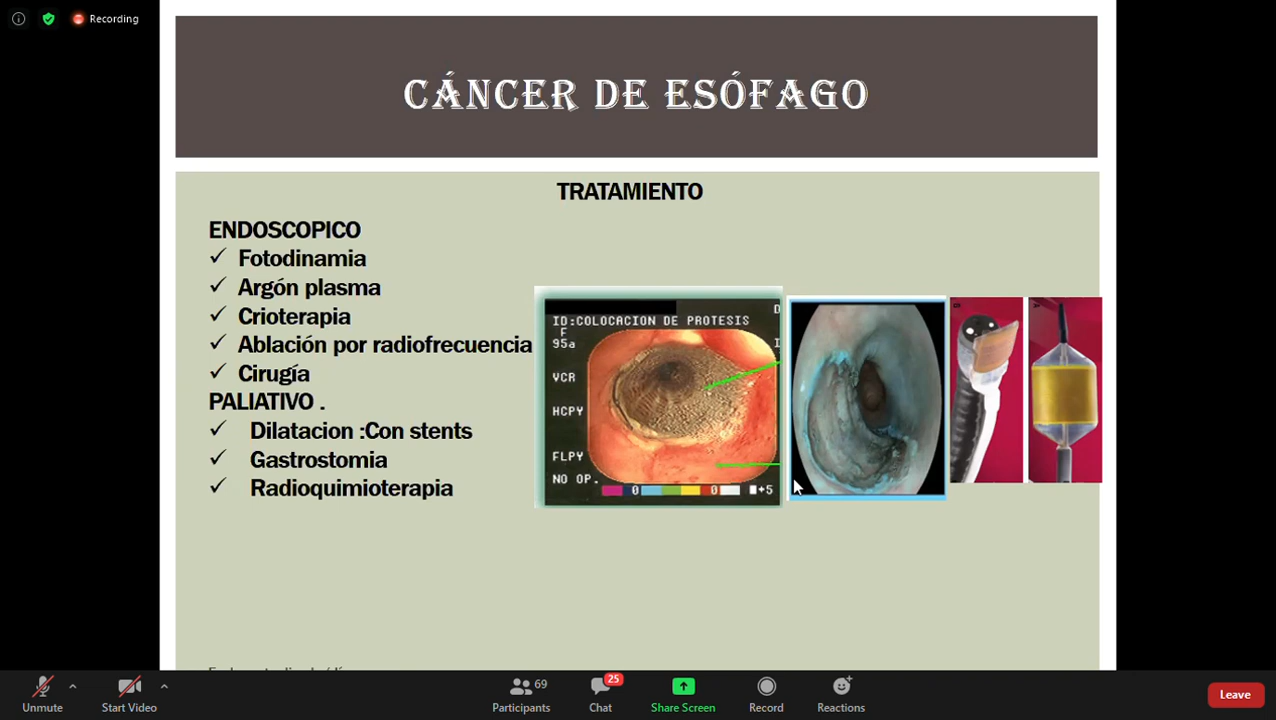 Recording
CÁNCER DE ESÓFAGO
TRATAMIENTO
ENDOSCOPICO
✓ Fotodinamia
✓ Argón plasma
✓ Crioterapia
✓ Ablación por radiofrecuencia
✓ Cirugía
PALIATIVO .
✓ Dilatacion :Con stents
✓ Gastrostomia
✓ Radioquimioterapia
D
ID:COLOCACION DE PROTESIS
F
95a
VCR
HCPY
FLPY
NO OP.
0
0
+5
69
25
Unmute
Start Video
Participants
Chat
Share Screen
Record
Reactions
Leave